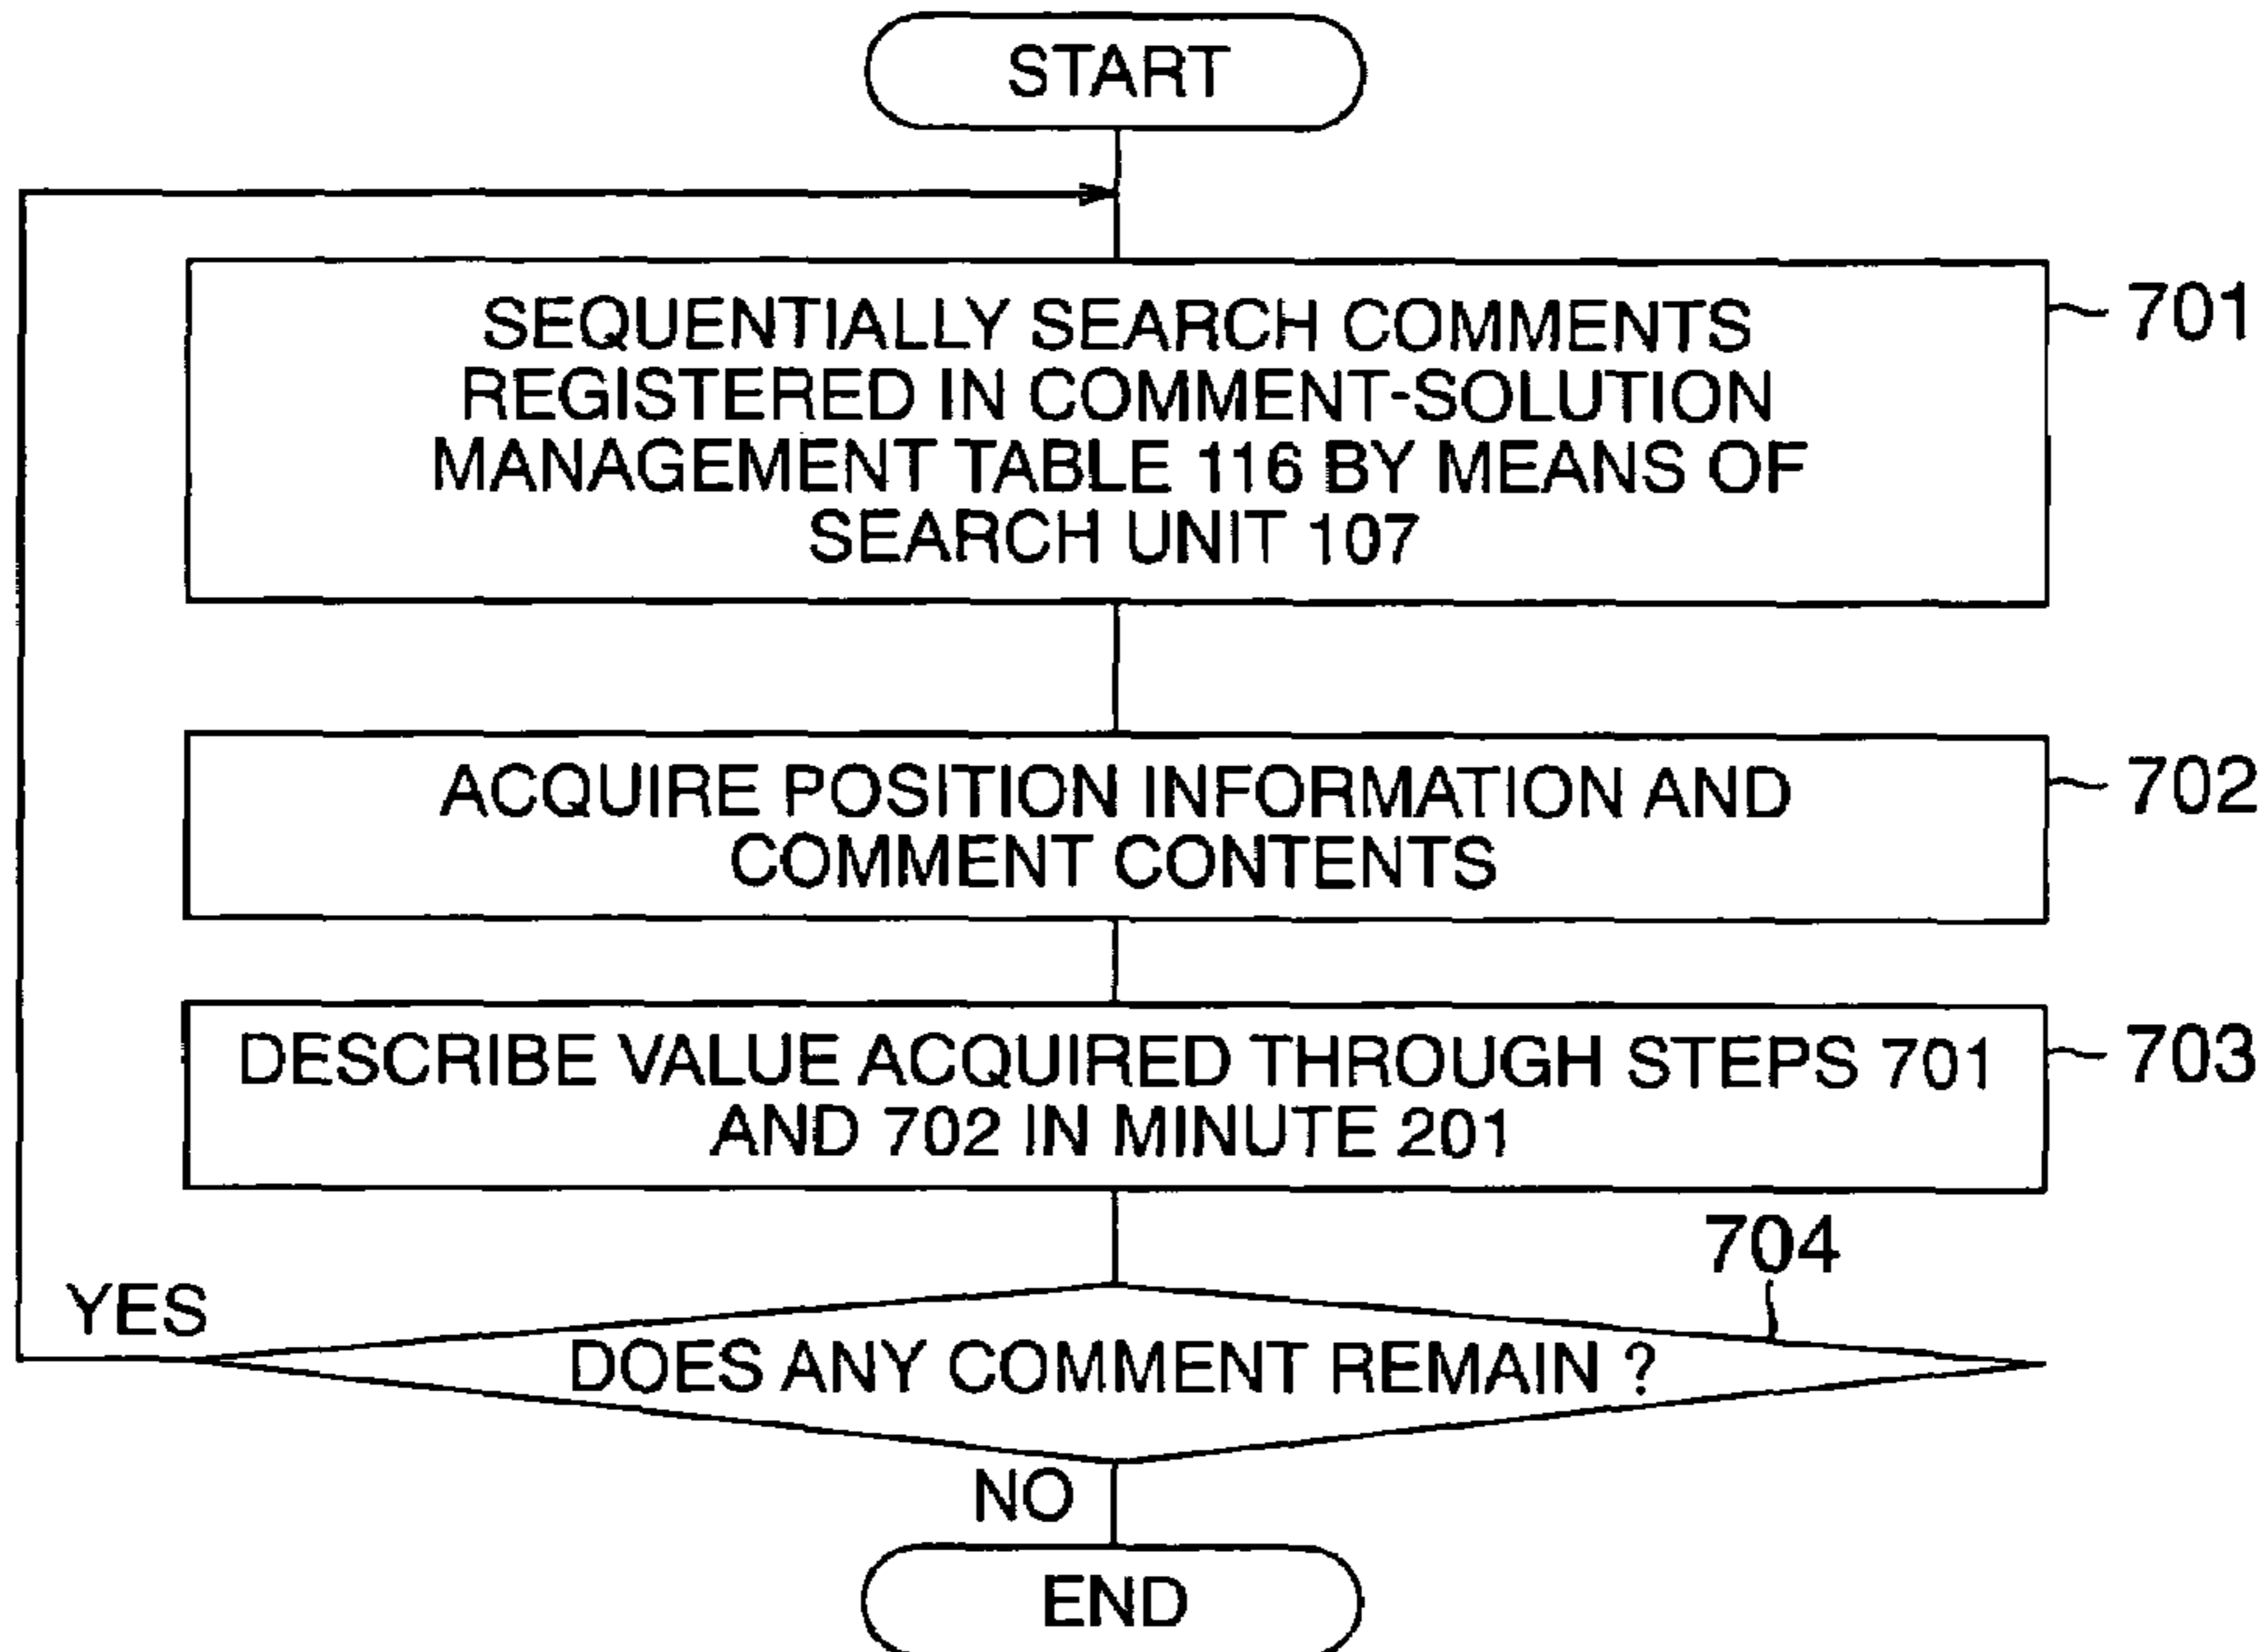 START
SEQUENTIALLY SEARCH COMMENTS
REGISTERED IN COMMENT-SOLUTION
MANAGEMENT TABLE 116 BY MEANS OF
SEARCH UNIT 107
701
ACQUIRE POSITION INFORMATION AND
COMMENT CONTENTS
702
DESCRIBE VALUE ACQUIRED THROUGH STEPS 701
AND 702 IN MINUTE 201
703
704
YES
DOES ANY COMMENT REMAIN ?
NO
END